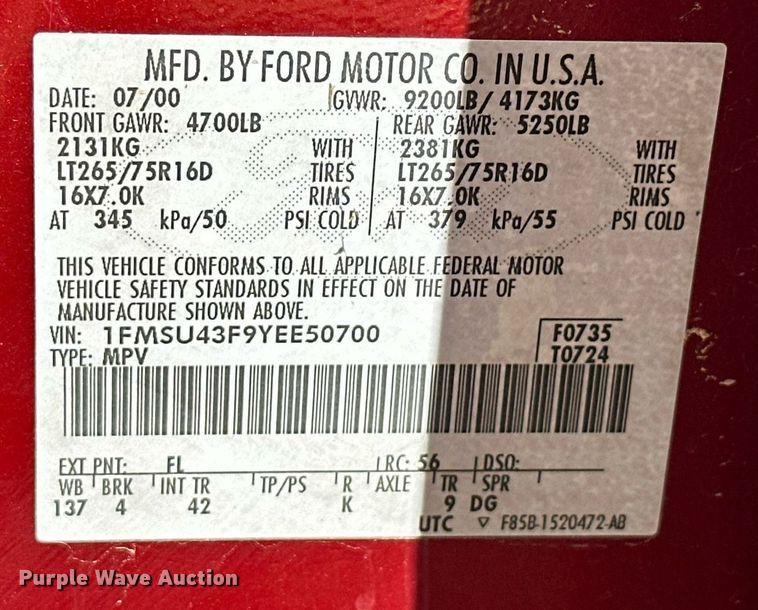 MFD. BY FORD MOTOR CO. IN U.S.A.
DATE: 07/00 GVWR: 9200LB/ 4173KG
FRONT GAWR: 4700LB REAR GAWR: 5250LB
2131KG WITH 2381KG WITH
LT265/75R16D TIRES LT265/75R16D TIRES
16X7.0K RIMS 16X7.0K RIMS
AT 345 kPa/50 PSI COLD AT 379 kPa/55 PSI COLD
THIS VEHICLE CONFORMS TO ALL APPLICABLE FEDERAL MOTOR
VEHICLE SAFETY STANDARDS IN EFFECT ON THE DATE OF
MANUFACTURE SHOWN ABOVE.
VIN: 1FMSU43F9YEE50700 F0735
TYPE: MPV T0724
EXT PNT: FL RC: 56 DSO:
WB BRK INT TR TP/PS R AXLE TR SPR
137 4 42 K 9 DG
UTC ▽ F85B-1520472-AB
Purple Wave Auction